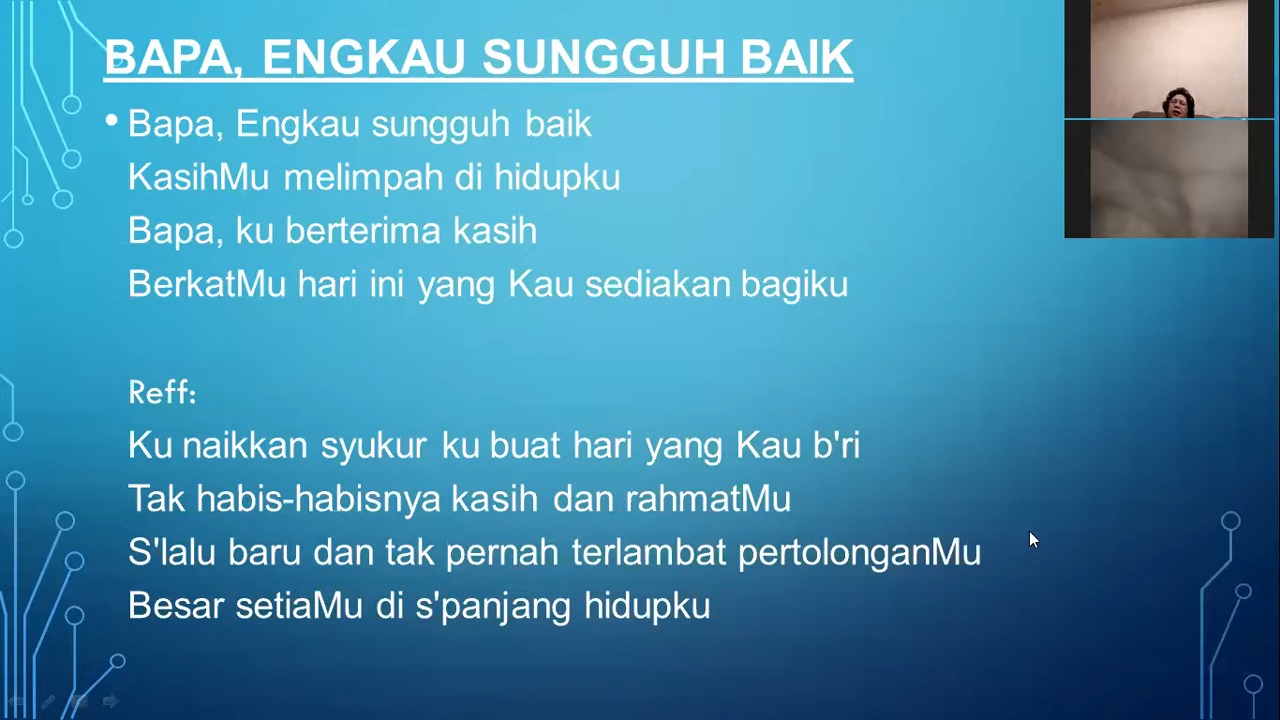 BAPA, ENGKAU SUNGGUH BAIK
• Bapa, Engkau sungguh baik
KasihMu melimpah di hidupku
Bapa, ku berterima kasih
BerkatMu hari ini yang Kau sediakan bagiku
Reff:
Ku naikkan syukur ku buat hari yang Kau b'ri
Tak habis-habisnya kasih dan rahmatMu
S'lalu baru dan tak pernah terlambat pertolonganMu
Besar setiaMu di s'panjang hidupku